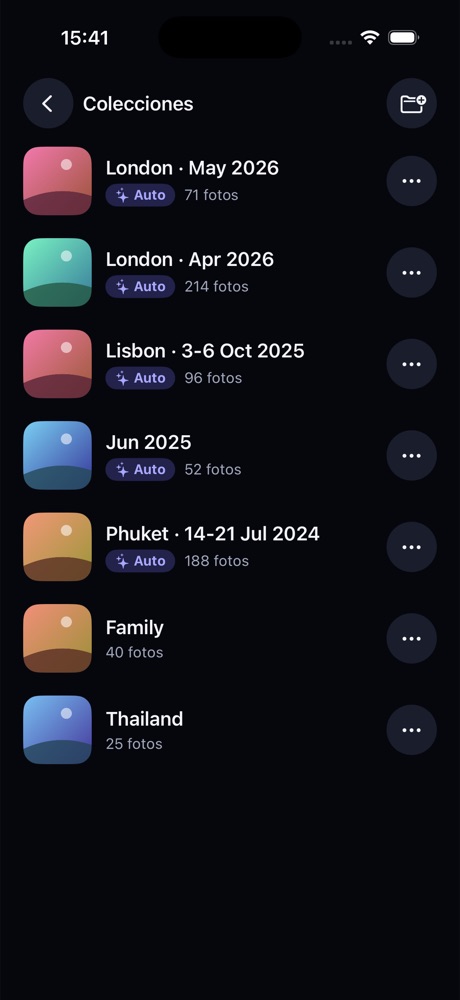 15:41
Colecciones
London · May 2026
Auto 71 fotos
London · Apr 2026
Auto 214 fotos
Lisbon · 3-6 Oct 2025
Auto 96 fotos
Jun 2025
Auto 52 fotos
Phuket · 14-21 Jul 2024
Auto 188 fotos
Family
40 fotos
Thailand
25 fotos